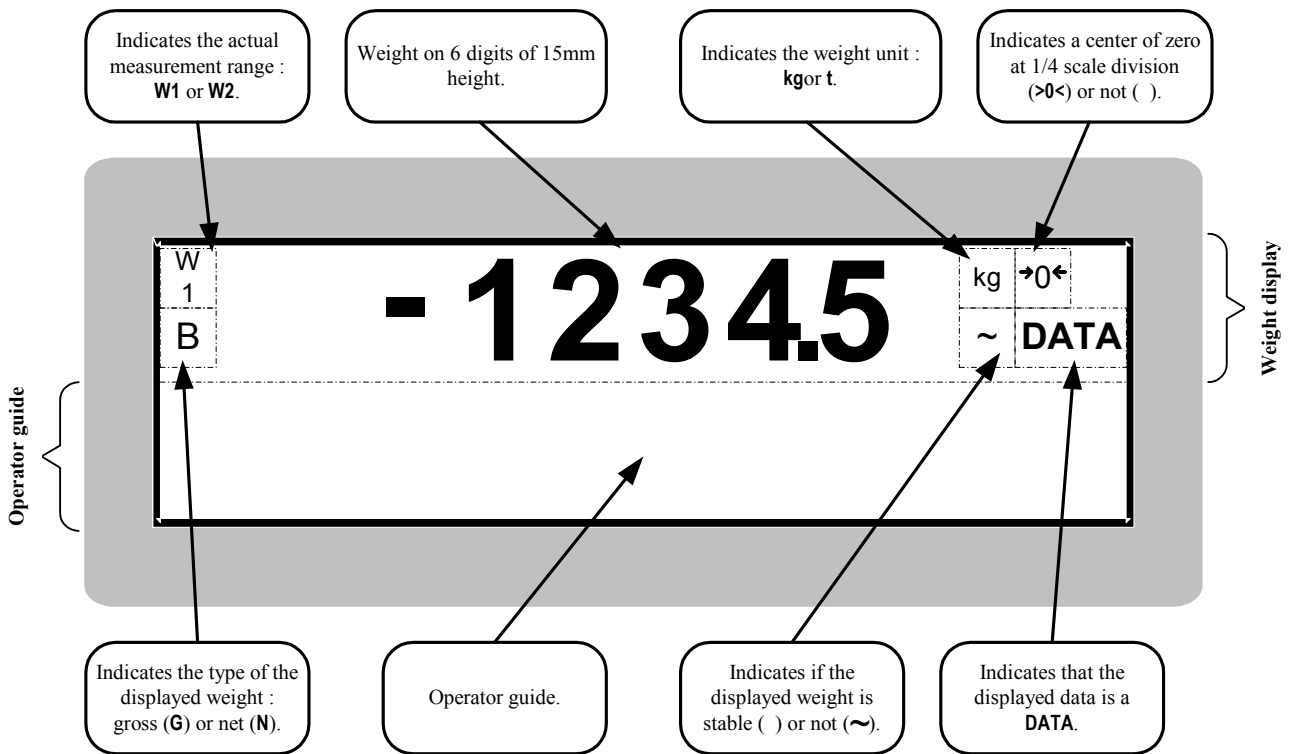 Indicates the actual
measurement range :
W1 or W2.
Weight on 6 digits of 15mm
height.
Indicates the weight unit :
kgor t.
Indicates a center of zero
at 1/4 scale division
(>0<) or not (  ).
W
1
B
- 1234.5
kg
→0←
~
DATA
Weight display
Operator guide
Indicates the type of the
displayed weight :
gross (G) or net (N).
Operator guide.
Indicates if the
displayed weight is
stable (  ) or not (~).
Indicates that the
displayed data is a
DATA.